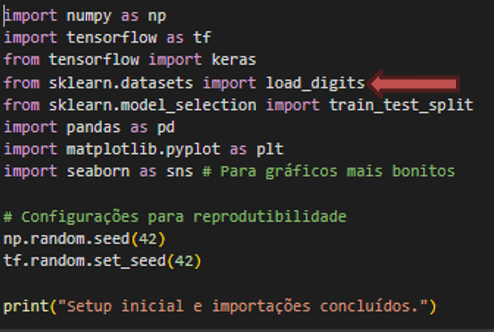 import numpy as np
import tensorflow as tf
from tensorflow import keras
from sklearn.datasets import load_digits
from sklearn.model_selection import train_test_split
import pandas as pd
import matplotlib.pyplot as plt
import seaborn as sns # Para gráficos mais bonitos
# Configurações para reprodutibilidade
np.random.seed(42)
tf.random.set_seed(42)
print("Setup inicial e importações concluídos.")